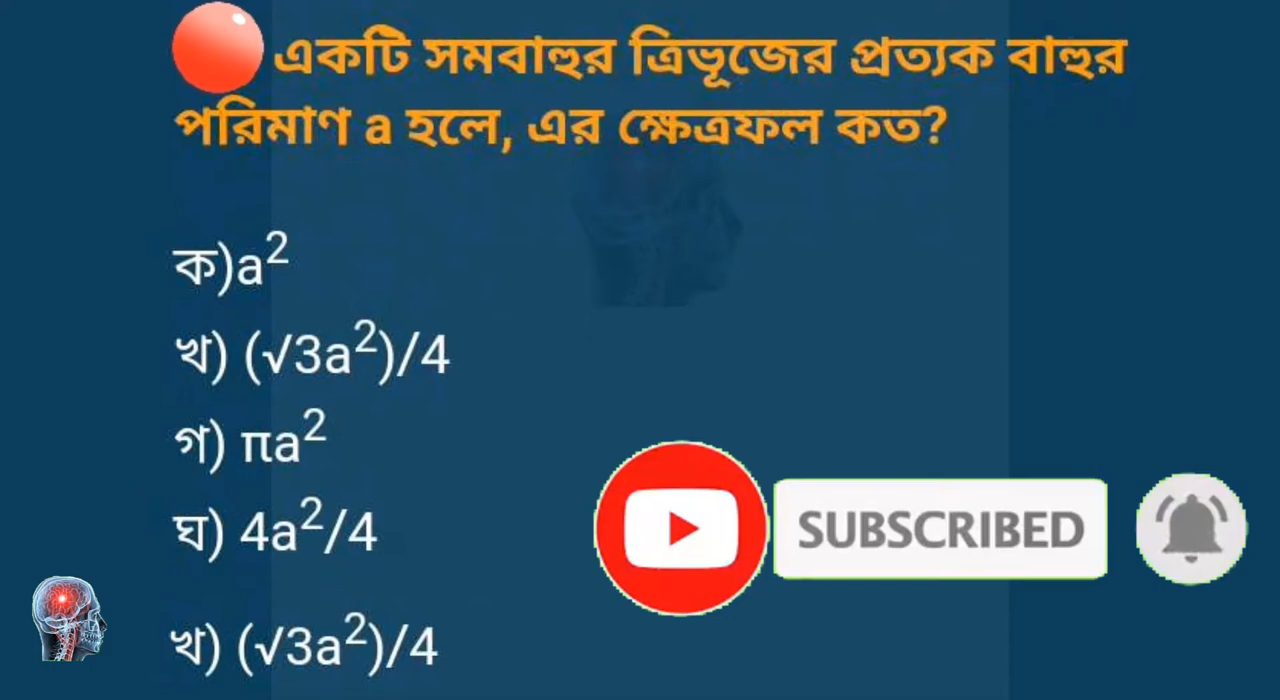 একটি সমবাহুর ত্রিভূজের প্রত্যক বাহুর
পরিমাণ a হলে, এর ক্ষেত্রফল কত?
ক)a²
খ) (√3a²)/4
গ) πa²
ঘ) 4a²/4
SUBSCRIBED
খ) (√3a²)/4